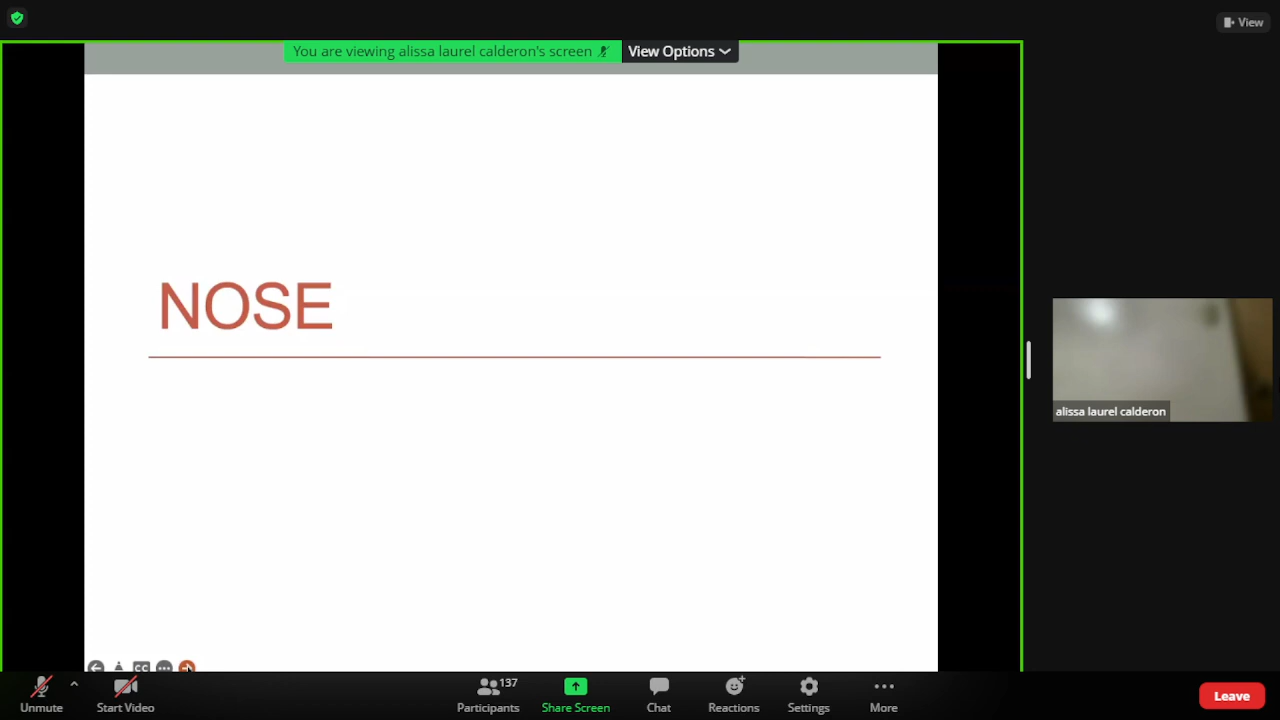 View
You are viewing alissa laurel calderon's screen
View Options
NOSE
alissa laurel calderon
CC
137
Unmute
Start Video
Participants
Share Screen
Chat
Reactions
Settings
More
Leave